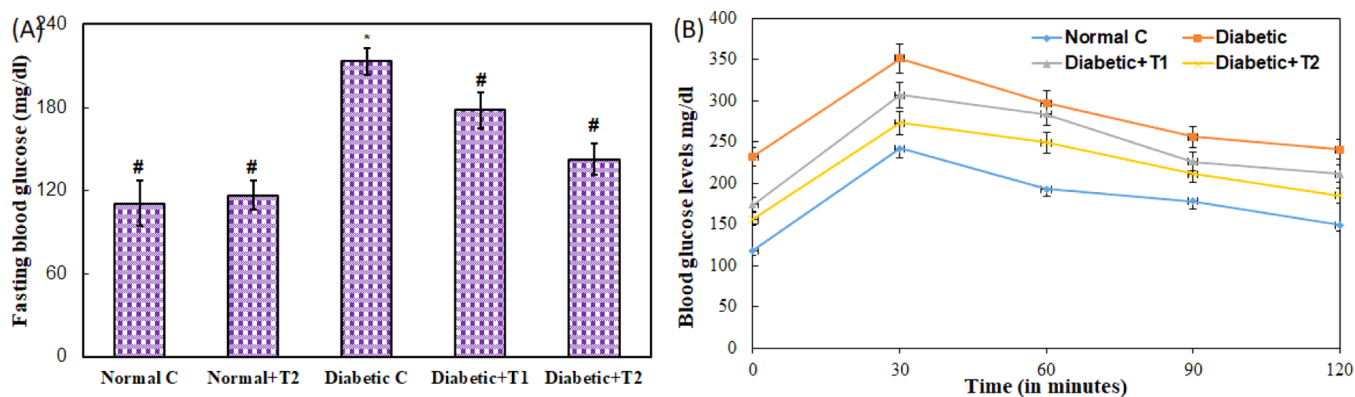 (A)
Fasting blood glucose (mg/dl)
240
180
120
60
0
#
#
*
#
#
Normal C Normal+T2 Diabetic C Diabetic+T1 Diabetic+T2
(B)
Blood glucose levels mg/dl
400
350
300
250
200
150
100
50
0
Normal C Diabetic
Diabetic+T1 Diabetic+T2
0 30 60 90 120
Time (in minutes)